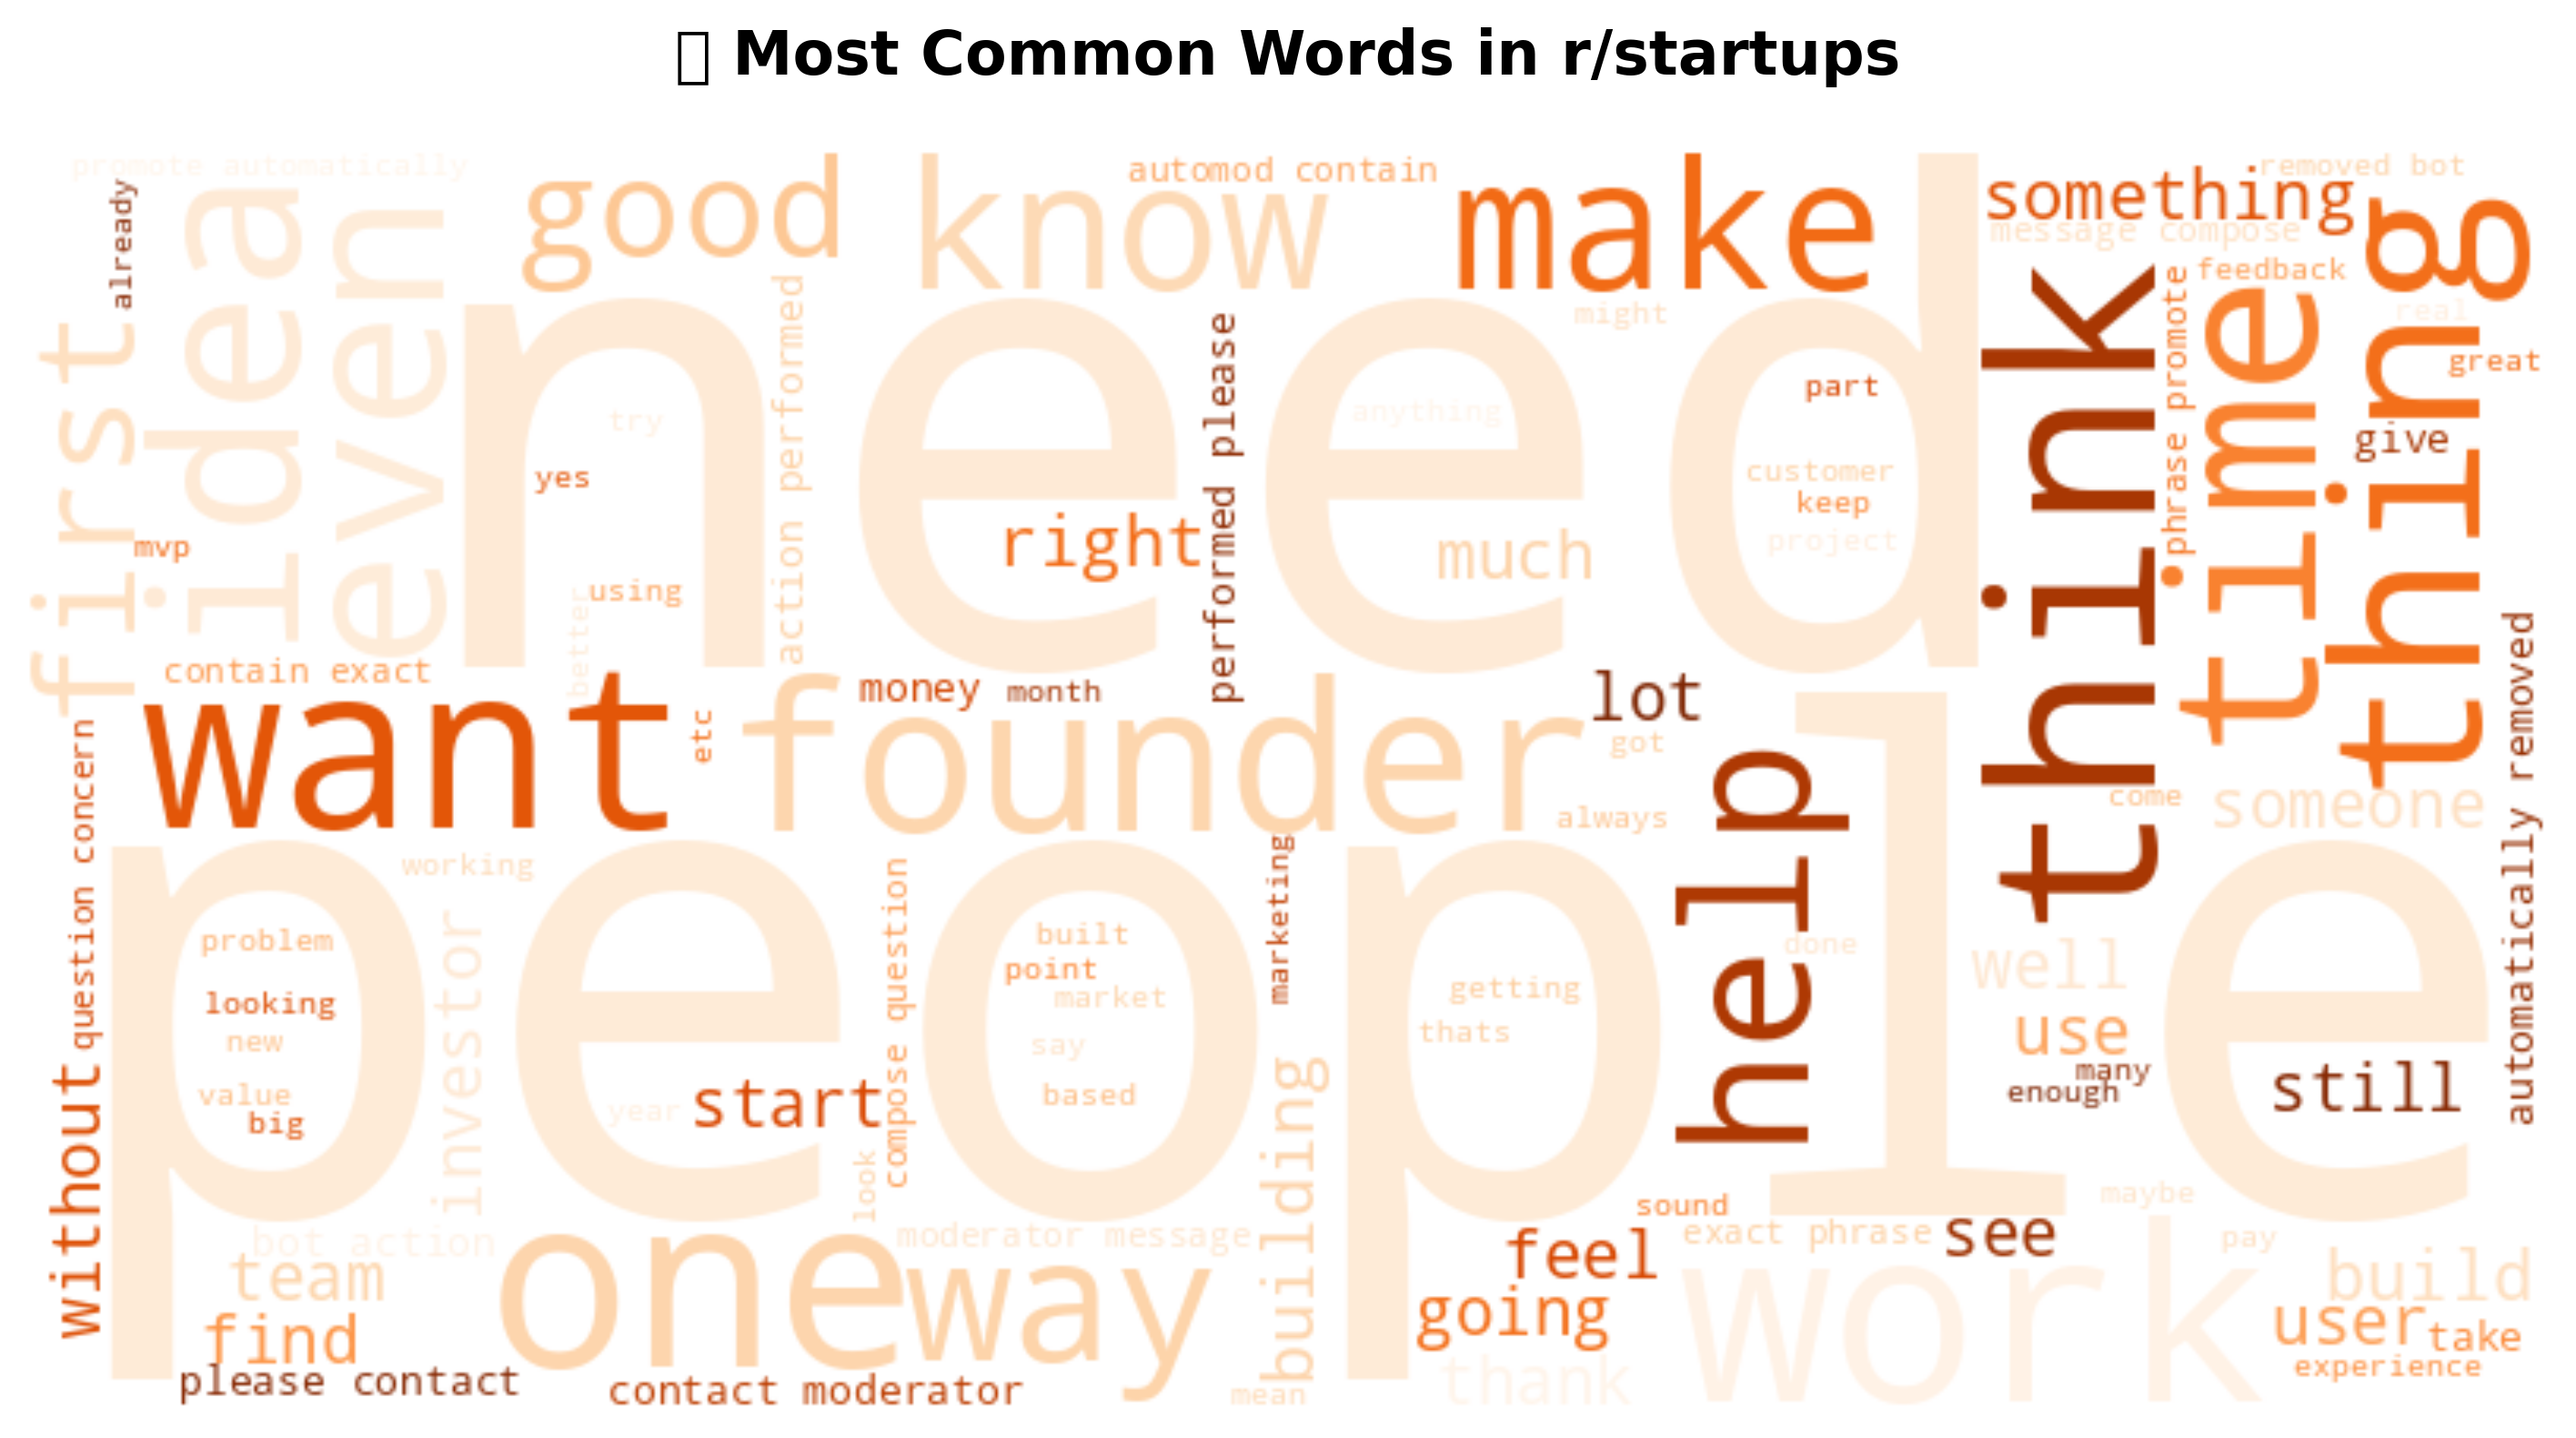 ▯ Most Common Words in r/startups
promote automatically
already
idea
even
good
know
automod contain
make
something
removed bot
message compose
feedback
thing
think
time
phrase promote
real
great
give
first
need
might
try
yes
action performed
performed please
anything
part
customer
keep
project
mvp
using
better
right
much
contain exact
want
etc
money
month
founder
lot
got
always
help
come
someone
automatically removed
question concern
people
working
problem
looking
new
value
big
investor
year
start
compose question
look
built
point
market
say
based
marketing
getting
thats
done
well
use
many
enough
still
without
bot action
team
find
please contact
one
moderator message
way
contact moderator
building
mean
sound
feel
exact phrase
see
going
thank
work
maybe
pay
build
user
take
experience